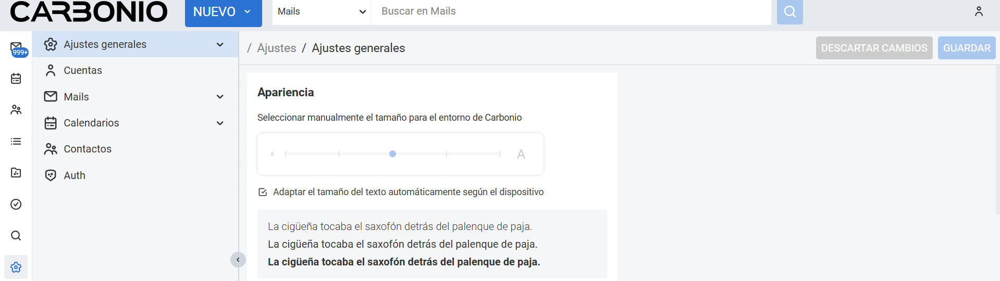 CARBONIO
NUEVO
Mails
Buscar en Mails
999+
Ajustes generales
Cuentas
Mails
Calendarios
Contactos
Auth
/ Ajustes / Ajustes generales
DESCARTAR CAMBIOS
GUARDAR
Apariencia
Seleccionar manualmente el tamaño para el entorno de Carbonio
A
A
Adaptar el tamaño del texto automáticamente según el dispositivo
La cigüeña tocaba el saxofón detrás del palenque de paja.
La cigüeña tocaba el saxofón detrás del palenque de paja.
La cigüeña tocaba el saxofón detrás del palenque de paja.